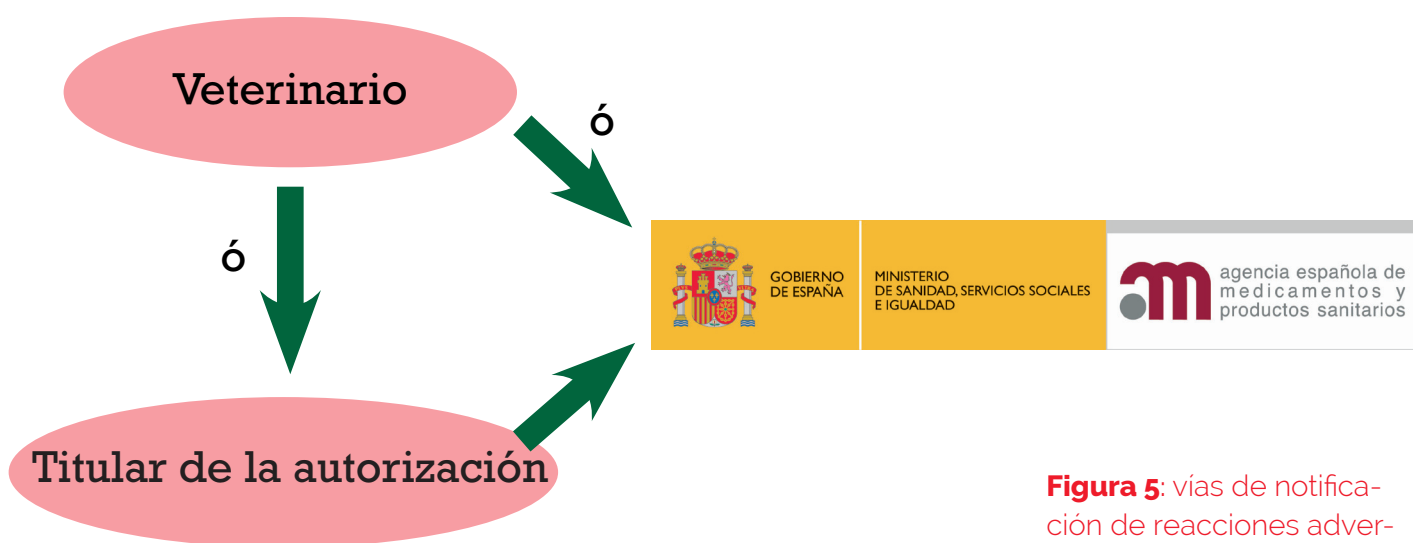 Veterinario
ó
ó
GOBIERNO
DE ESPAÑA
MINISTERIO
DE SANIDAD, SERVICIOS SOCIALES
E IGUALDAD
agencia española de
medicamentos y
productos sanitarios
Titular de la autorización
Figura 5: vías de notifica-
ción de reacciones adver-